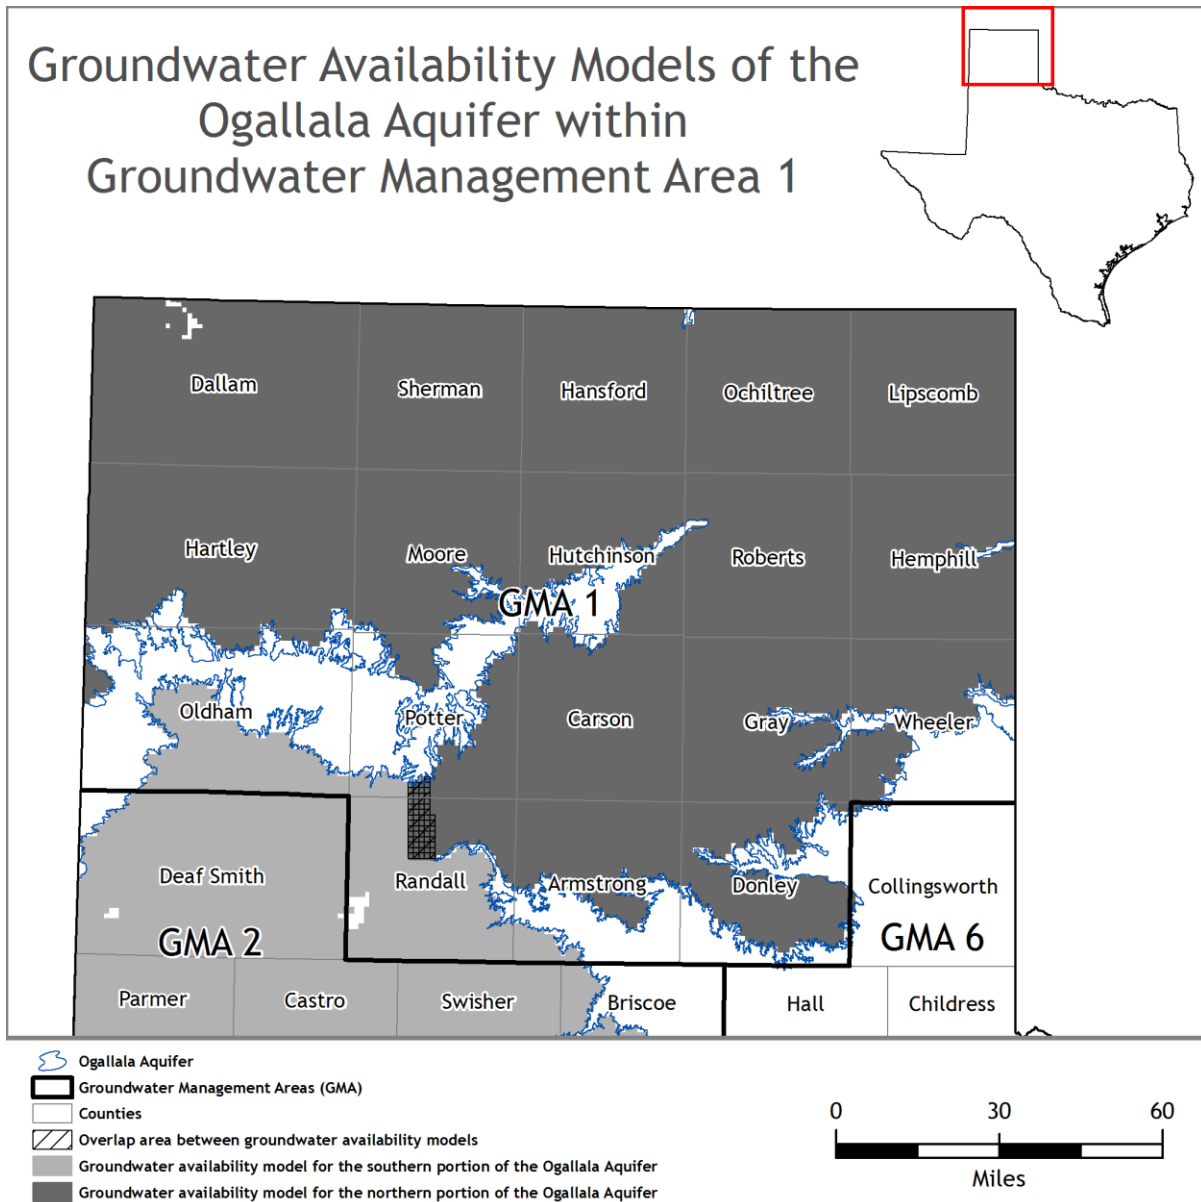 Groundwater Availability Models of the
Ogallala Aquifer within
Groundwater Management Area 1
Dallam
Sherman
Hansford
Ochiltree
Lipscomb
Hartley
Moore
Hutchinson
Roberts
Hemphill
GMA 1
Oldham
Potter
Carson
Gray
Wheeler
Deaf Smith
Randall
Armstrong
Donley
Collingsworth
GMA 2
GMA 6
Parmer
Castro
Swisher
Briscoe
Hall
Childress
Ogallala Aquifer
Groundwater Management Areas (GMA)
Counties
Overlap area between groundwater availability models
Groundwater availability model for the southern portion of the Ogallala Aquifer
Groundwater availability model for the northern portion of the Ogallala Aquifer
0 30 60
Miles